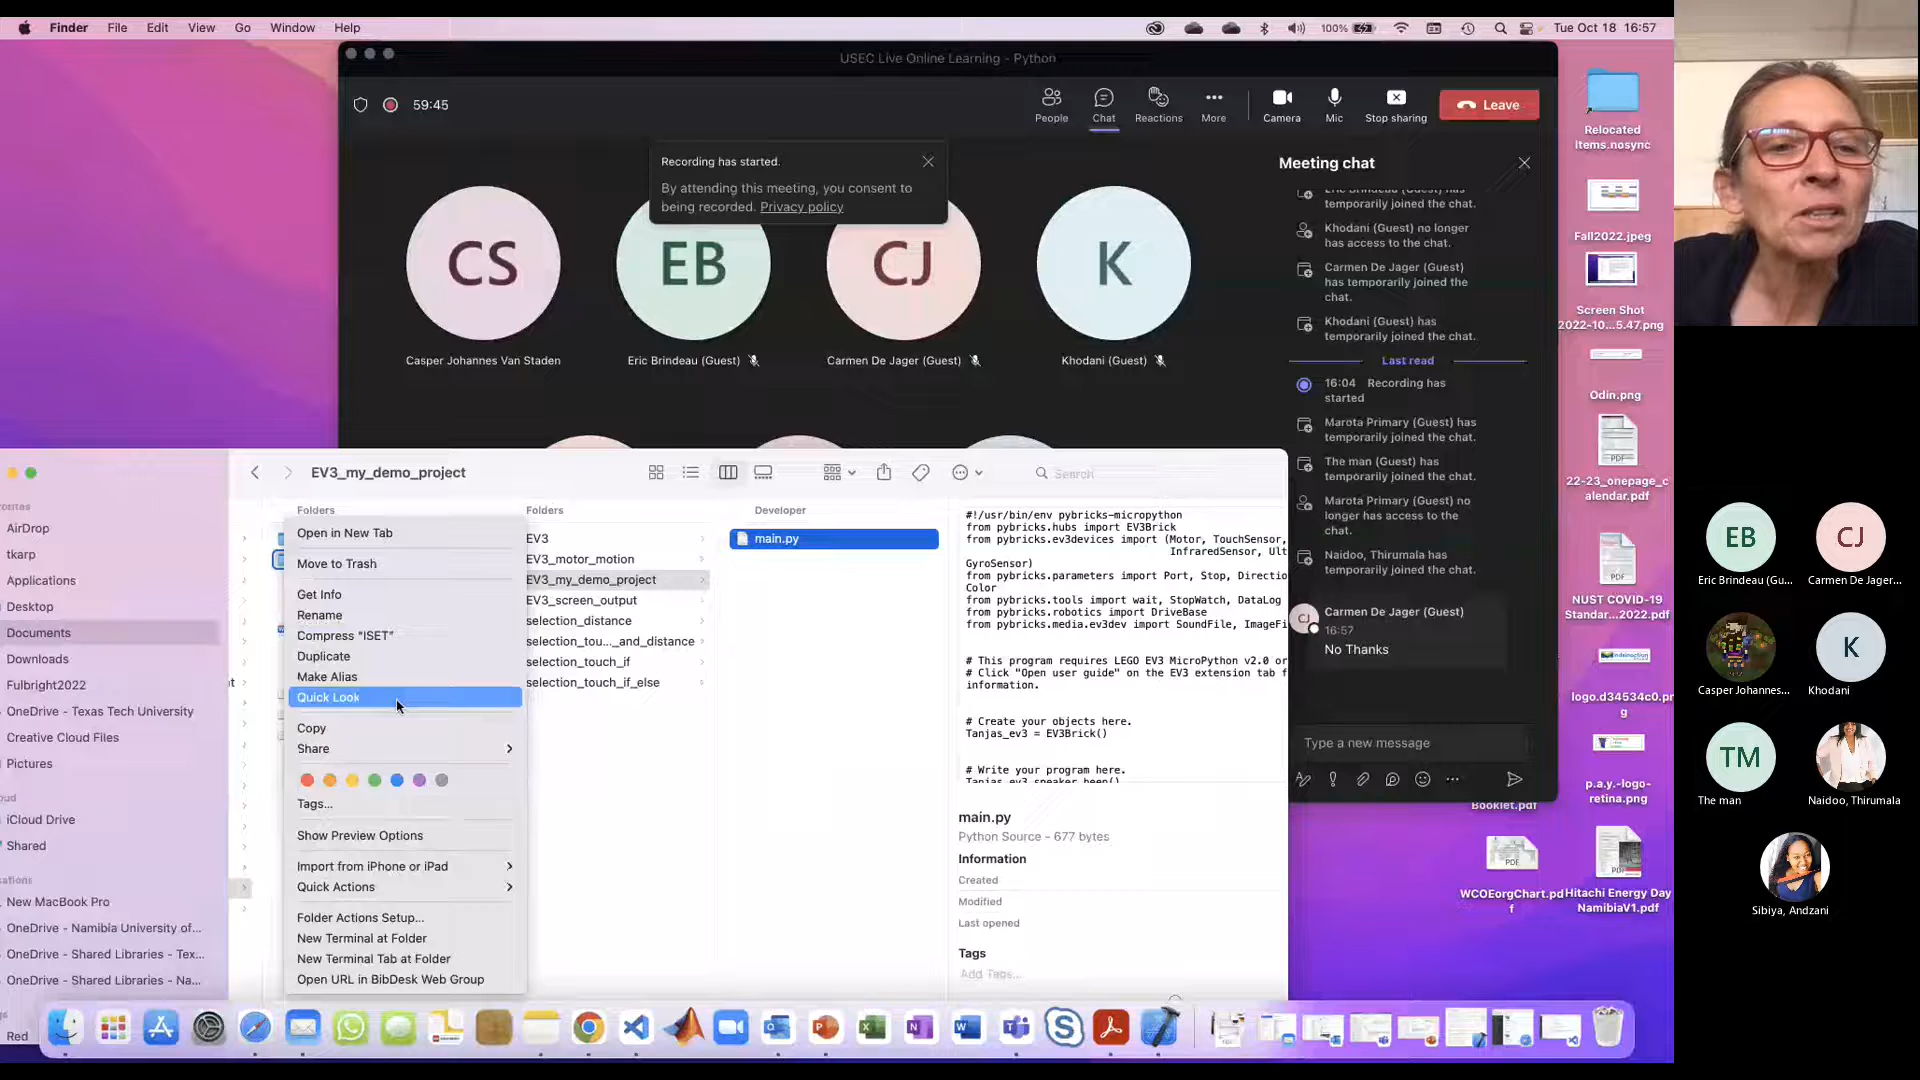 Finder File Edit View Go Window Help
100% Tue Oct 18 16:57
USEC Live Online Learning - Python
59:45
People Chat Reactions More Camera Mic Stop sharing Leave
Recording has started.
By attending this meeting, you consent to
being recorded. Privacy policy
CS
EB
CJ
K
Casper Johannes Van Staden
Eric Brindeau (Guest)
Carmen De Jager (Guest)
Khodani (Guest)
Meeting chat
Eric Brindeau (Guest) has
temporarily joined the chat.
Khodani (Guest) no longer
has access to the chat.
Carmen De Jager (Guest)
has temporarily joined the
chat.
Khodani (Guest) has
temporarily joined the chat.
Last read
16:04 Recording has
started
Marota Primary (Guest) has
temporarily joined the chat.
The man (Guest) has
temporarily joined the chat.
Marota Primary (Guest) no
longer has access to the
chat.
Naidoo, Thirumala has
temporarily joined the chat.
CJ
Carmen De Jager (Guest)
16:57
No Thanks
Type a new message
Relocated
Items.nosync
Fall2022.jpeg
Screen Shot
2022-10...5.47.png
Odin.png
PDF
22-23_onepage_c
alendar.pdf
PDF
NUST COVID-19
Standar...2022.pdf
logo.d34534c0.pn
g
p.a.y.-logo-
retina.png
Booklet.pdf
PDF
WCOEorgChart.pd
f
PDF
Hitachi Energy Day
NamibiaV1.pdf
EV3_my_demo_project
Search
AirDrop
tkarp
Applications
Desktop
Documents
Downloads
Fulbright2022
OneDrive - Texas Tech University
Creative Cloud Files
Pictures
oud
iCloud Drive
Shared
ations
New MacBook Pro
OneDrive - Namibia University of...
OneDrive - Shared Libraries - Tex...
OneDrive - Shared Libraries - Na...
gs
Red
Folders
Open in New Tab
Move to Trash
Get Info
Rename
Compress "ISET"
Duplicate
Make Alias
Quick Look
Copy
Share
Tags...
Show Preview Options
Import from iPhone or iPad
Quick Actions
Folder Actions Setup...
New Terminal at Folder
New Terminal Tab at Folder
Open URL in BibDesk Web Group
Folders
EV3
EV3_motor_motion
EV3_my_demo_project
EV3_screen_output
selection_distance
selection_tou..._and_distance
selection_touch_if
selection_touch_if_else
Developer
main.py
#!/usr/bin/env pybricks-micropython
from pybricks.hubs import EV3Brick
from pybricks.ev3devices import (Motor, TouchSensor,
InfraredSensor, Ult
GyroSensor)
from pybricks.parameters import Port, Stop, Directio
Color
from pybricks.tools import wait, StopWatch, DataLog
from pybricks.robotics import DriveBase
from pybricks.media.ev3dev import SoundFile, ImageFi
# This program requires LEGO EV3 MicroPython v2.0 or
# Click "Open user guide" on the EV3 extension tab f
information.
# Create your objects here.
Tanjas_ev3 = EV3Brick()
# Write your program here.
Tanjas_ev3.speaker.beep()
main.py
Python Source - 677 bytes
Information
Created
Modified
Last opened
Tags
Add Tags...
EB
CJ
Eric Brindeau (Gu...
Carmen De Jager...
K
Casper Johannes...
Khodani
TM
The man
Naidoo, Thirumala
Sibiya, Andzani